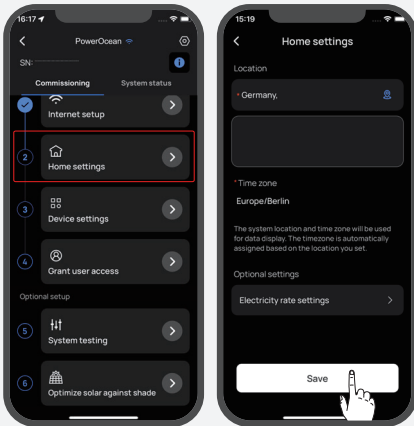 16:17
PowerOcean
SN:
Commissioning
System status
Internet setup
2
Home settings
3
Device settings
4
Grant user access
Optional setup
5
System testing
6
Optimize solar against shade
15:19
Home settings
Location
* Germany,
* Time zone
Europe/Berlin
The system location and time zone will be used
for data display. The timezone is automatically
assigned based on the location you set.
Optional settings
Electricity rate settings
Save